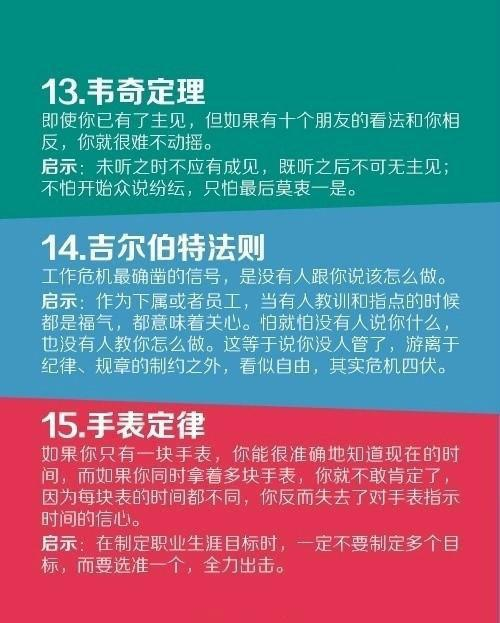 13.韦奇定理
即使你已有了主见，但如果有十个朋友的看法和你相
反，你就很难不动摇。
启示：未听之时不应有成见，既听之后不可无主见；
不怕开始众说纷纭，只怕最后莫衷一是。
14.吉尔伯特法则
工作危机最确凿的信号，是没有人跟你说该怎么做。
启示：作为下属或者员工，当有人教训和指点的时候
都是福气，都意味着关心。怕就怕没有人说你什么，
也没有人教你怎么做。这等于说你没人管了，游离于
纪律、规章的制约之外，看似自由，其实危机四伏。
15.手表定律
如果你只有一块手表，你能很准确地知道现在的时
间，而如果你同时拿着多块手表，你就不敢肯定了，
因为每块表的时间都不同，你反而失去了对手表指示
时间的信心。
启示：在制定职业生涯目标时，一定不要制定多个目
标，而要选准一个，全力出击。